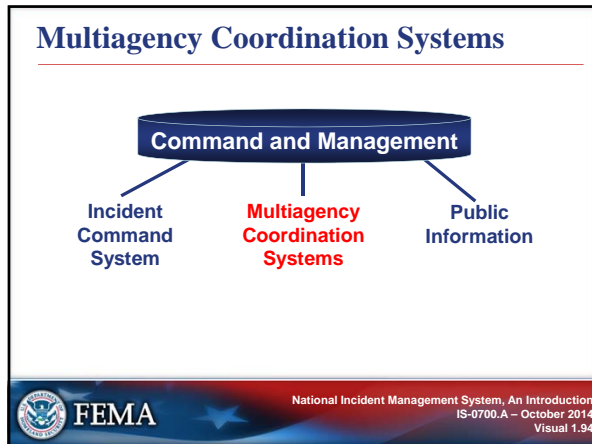 Multiagency Coordination Systems
Command and Management
Incident
Command
System
Multiagency
Coordination
Systems
Public
Information
FEMA
National Incident Management System, An Introduction
IS-0700.A – October 2014
Visual 1.94